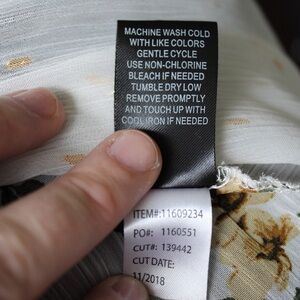 MACHINE WASH COLD
WITH LIKE COLORS
GENTLE CYCLE
USE NON-CHLORINE
BLEACH IF NEEDED
TUMBLE DRY LOW
REMOVE PROMPTLY
AND TOUCH UP WITH
COOL IRON IF NEEDED
ITEM#:11609234
PO#: 1160551
CUT#: 139442
CUT DATE:
11/2018